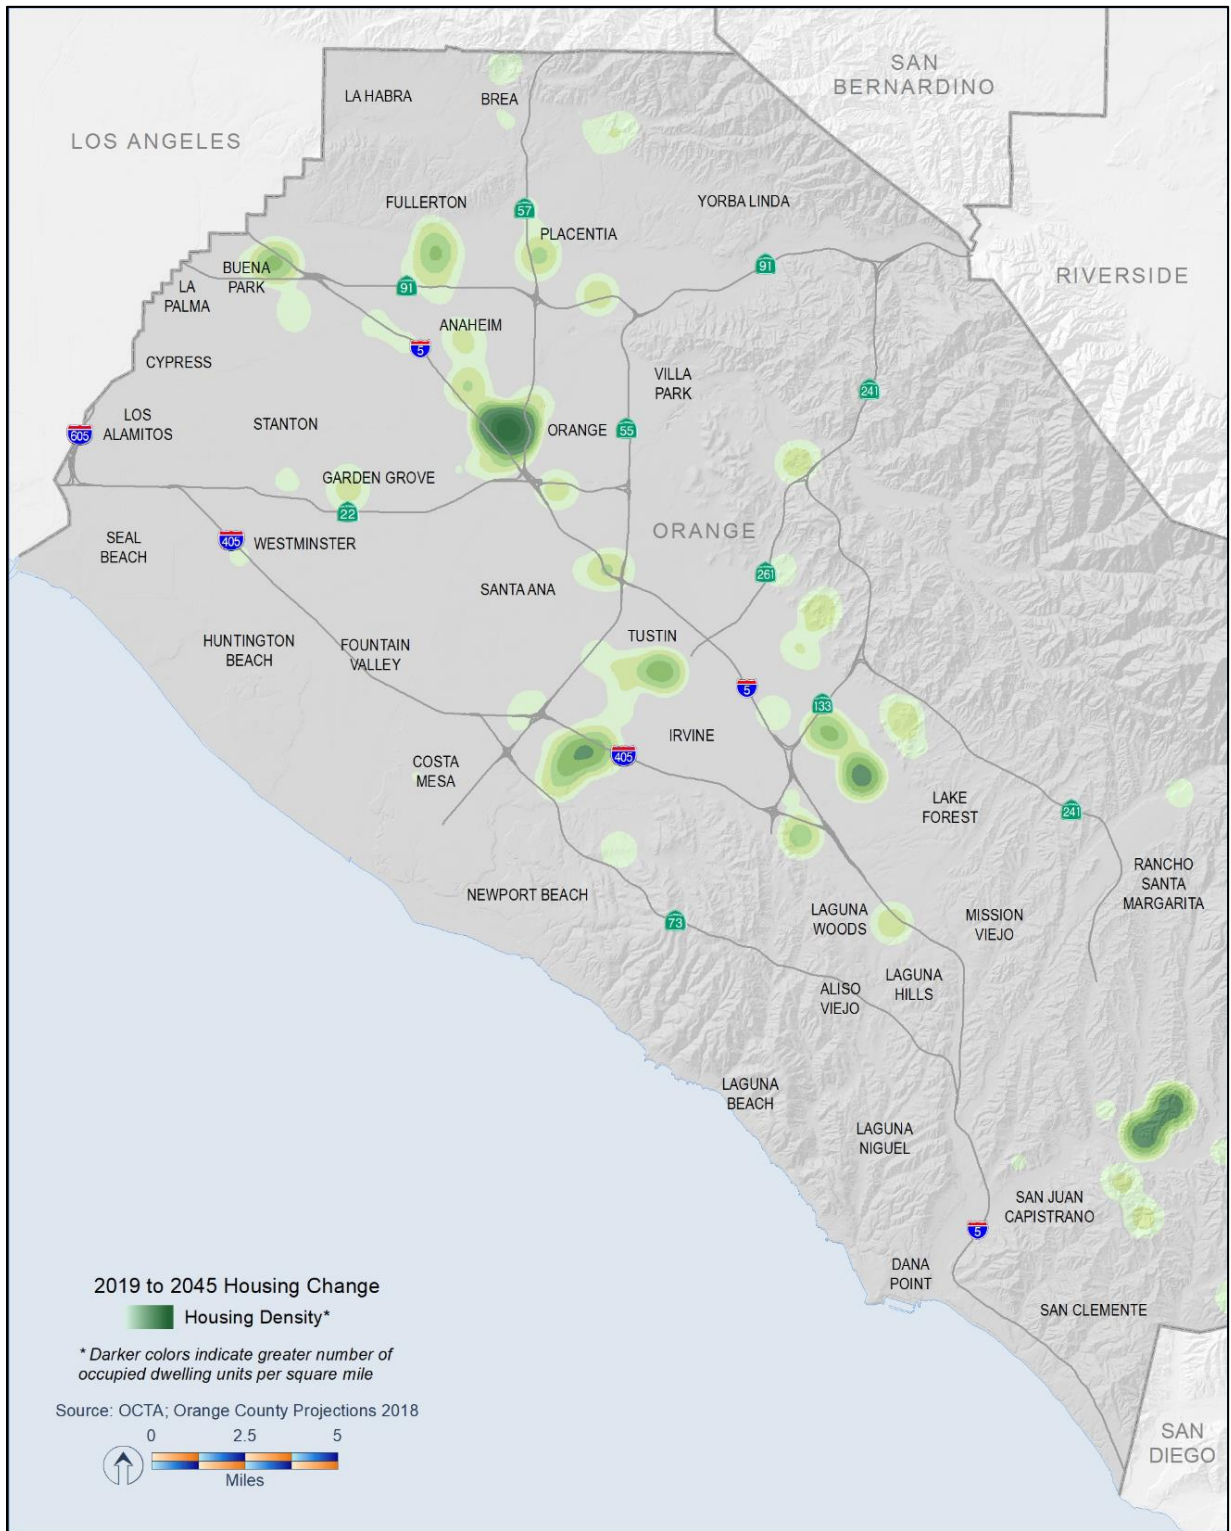 SAN
BERNARDINO
LA HABRA
BREA
LOS ANGELES
FULLERTON
57
YORBA LINDA
PLACENTIA
BUENA
PARK
91
91
RIVERSIDE
LA
PALMA
ANAHEIM
5
CYPRESS
VILLA
PARK
241
LOS
ALAMITOS
STANTON
ORANGE
55
605
GARDEN GROVE
22
SEAL
BEACH
405
WESTMINSTER
ORANGE
SANTA ANA
261
HUNTINGTON
BEACH
FOUNTAIN
VALLEY
TUSTIN
5
133
IRVINE
405
COSTA
MESA
LAKE
FOREST
241
RANCHO
SANTA
MARGARITA
NEWPORT BEACH
73
LAGUNA
WOODS
MISSION
VIEJO
LAGUNA
HILLS
ALISO
VIEJO
LAGUNA
BEACH
LAGUNA
NIGUEL
SAN JUAN
CAPISTRANO
5
DANA
POINT
SAN CLEMENTE
2019 to 2045 Housing Change
Housing Density*
* Darker colors indicate greater number of
occupied dwelling units per square mile
Source: OCTA; Orange County Projections 2018
0 2.5 5
Miles
SAN
DIEGO